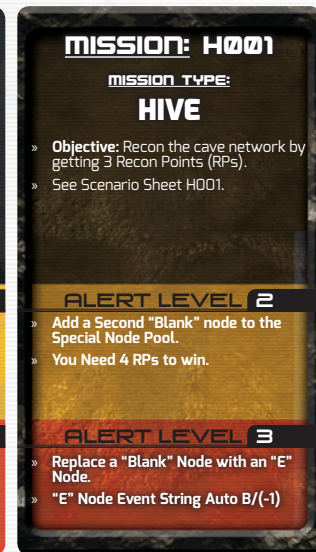 MISSION: H001
MISSION TYPE:
HIVE
» Objective: Recon the cave network by
getting 3 Recon Points (RPs).
» See Scenario Sheet H001.
ALERT LEVEL 2
» Add a Second “Blank” node to the
Special Node Pool.
» You Need 4 RPs to win.
ALERT LEVEL 3
» Replace a “Blank” Node with an “E”
Node.
» “E” Node Event String Auto B/(-1)